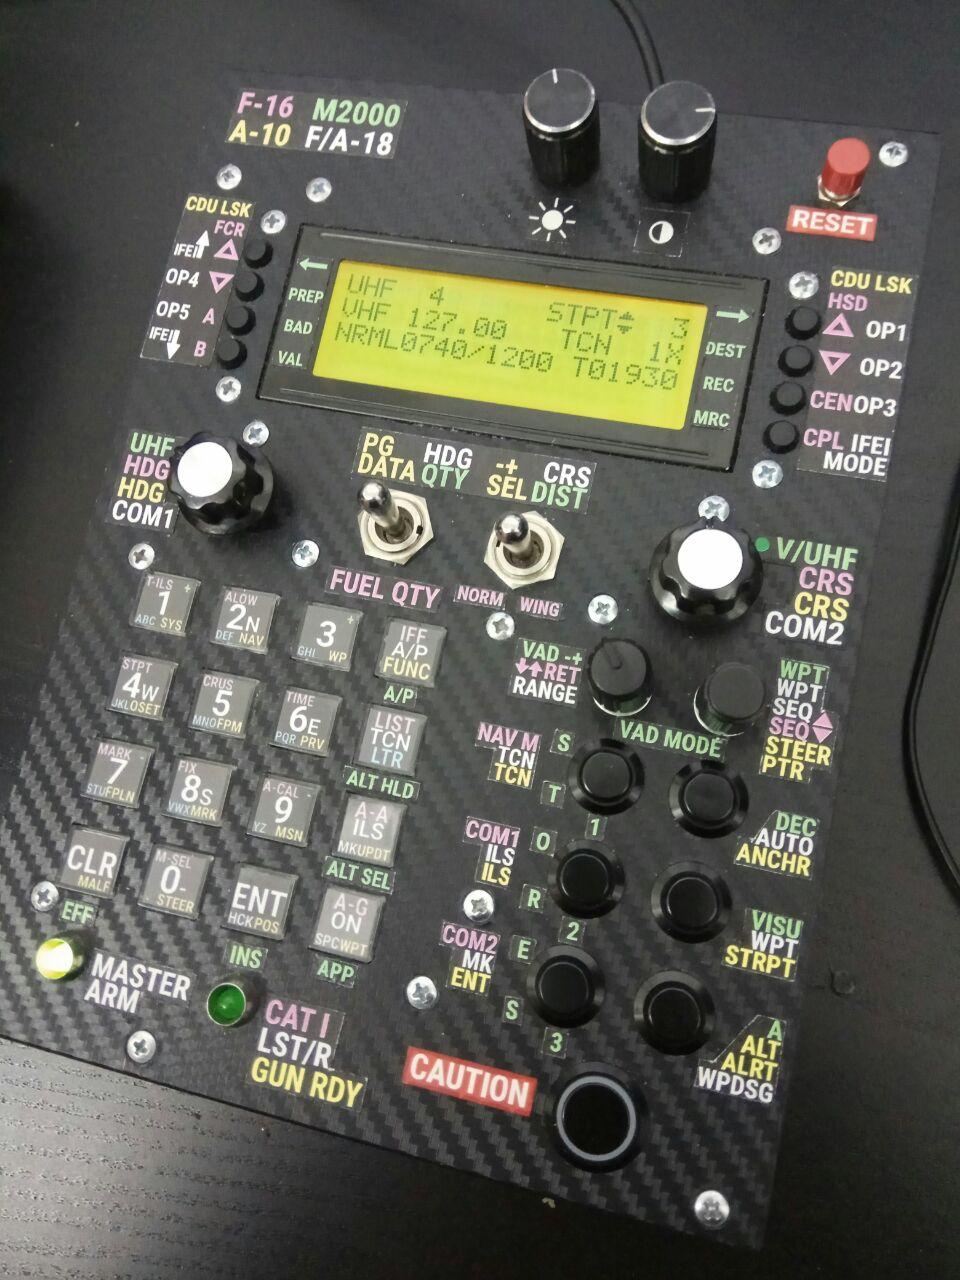 F-16 M2000
A-10 F/A-18
RESET
CDU LSK
FCR
IFEI
OP4
OP5 A
IFEI B
←
PREP
BAD
VAL
UHF 4 STPT 3
VHF 127.00 TCN 1X
NRML0740/1200 T01930
→
DEST
REC
MRC
CDU LSK
HSD
OP1
OP2
CEN OP3
CPL IFEI
MODE
UHF
HDG
HDG
COM1
PG HDG
DATA QTY
-+ CRS
SEL DIST
FUEL QTY
NORM WING
V/UHF
CRS
CRS
COM2
T-ILS +
1
ABC SYS
ALOW
2N
DEF NAV
3 +
GHI WP
IFF
A/P
FUNC
A/P
STPT
4W
JKL OSET
CRUS
5
MNO FPM
TIME
6E
PQR PRV
LIST
TCN
LTR
ALT HLD
MARK
7
STU FPLN
FIX
8S
VWX MRK
A-CAL -
9
YZ MSN
A-A
ILS
MK UPDT
ALT SEL
CLR
MALF
M-SEL
0-
STEER
ENT
HCK POS
A-G
ON
SPC WPT
APP
EFF
MASTER
ARM
INS
CAT I
LST/R
GUN RDY
VAD -+
↓↑RET
RANGE
WPT
WPT
SEQ
SEQ
STEER
PTR
VAD MODE
NAV M
TCN
TCN
S
T
1
DEC
AUTO
ANCHR
COM1
ILS
ILS
O
R
2
VISU
WPT
STRPT
COM2
MK
ENT
E
S
3
A
ALT
ALRT
WPDSG
CAUTION